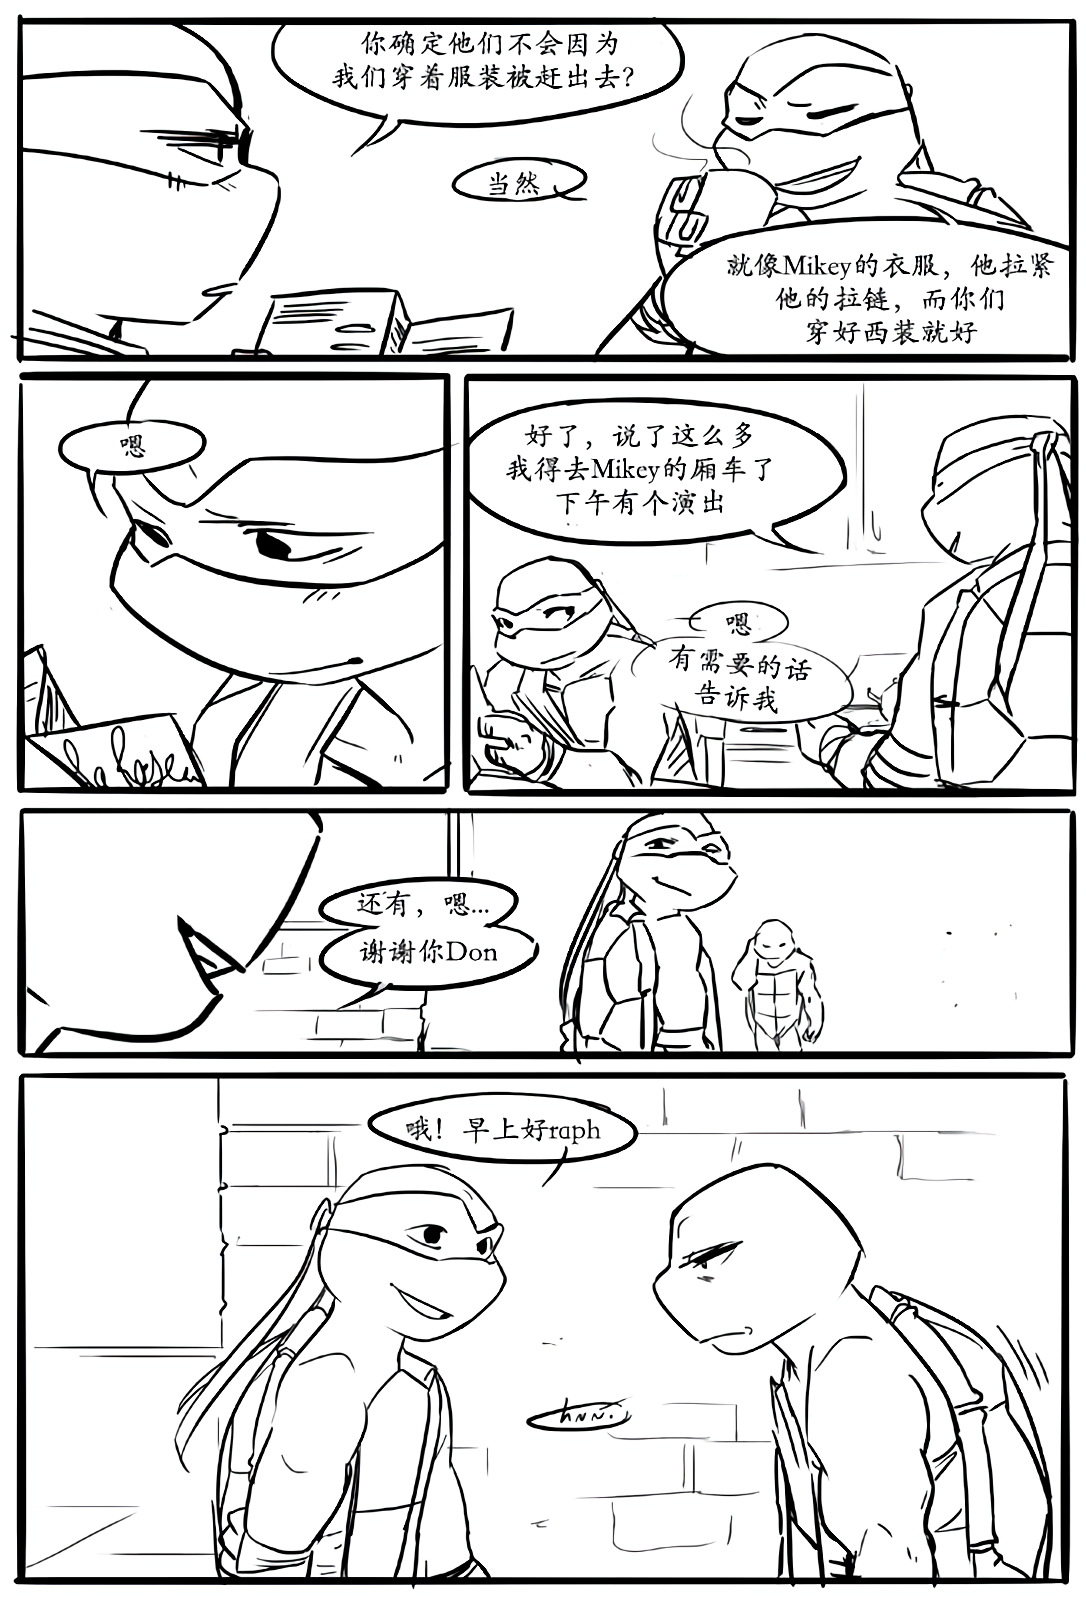 你确定他们不会因为
我们穿着服装被赶出去？
当然
就像Mikey的衣服，他拉紧
他的拉链，而你们
穿好西装就好
嗯
好了，说了这么多
我得去Mikey的厢车了
下午有个演出
嗯
有需要的话
告诉我
还有，嗯...
谢谢你Don
哦！早上好raph
hnn.